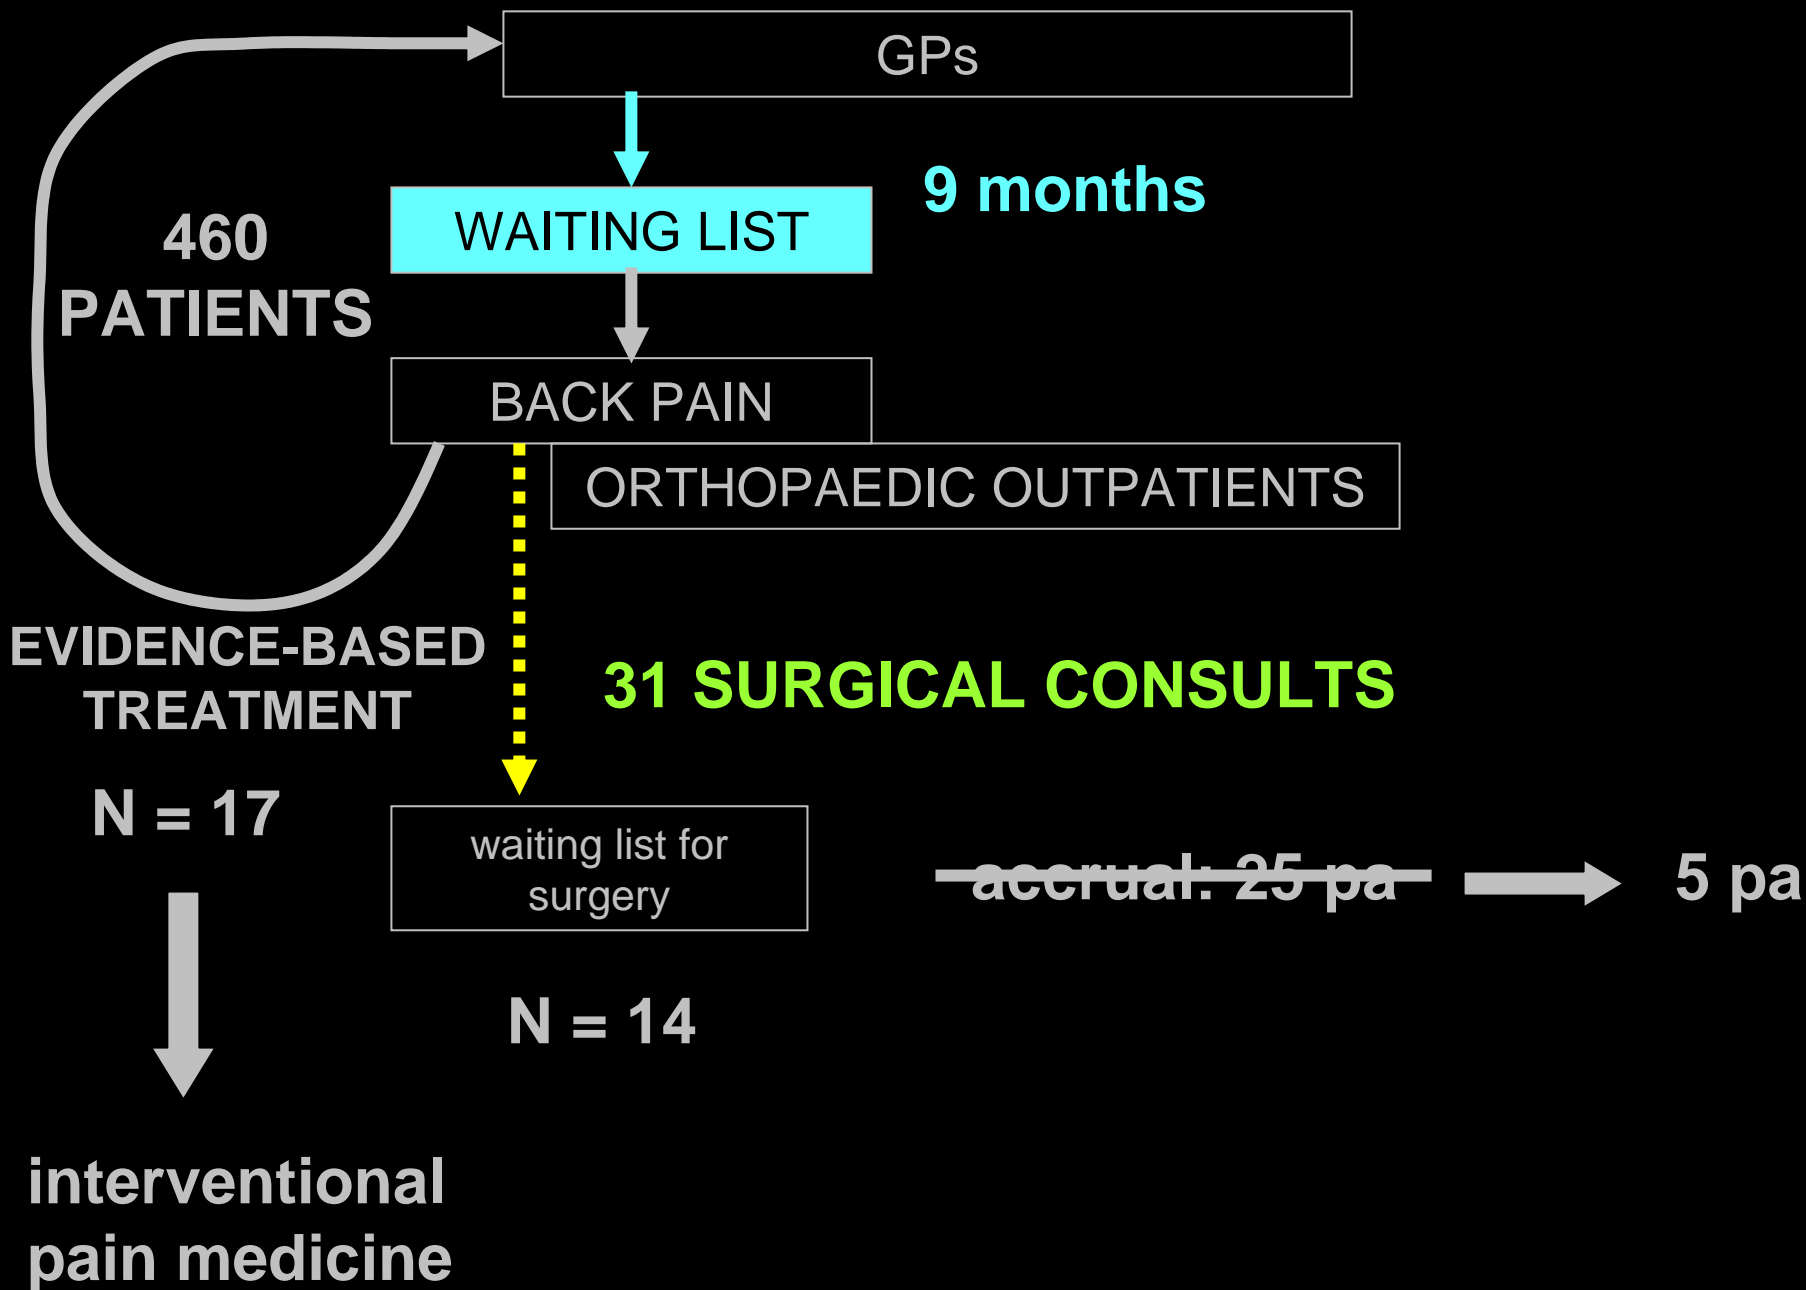 GPs
9 months
WAITING LIST
460
PATIENTS
BACK PAIN
ORTHOPAEDIC OUTPATIENTS
EVIDENCE-BASED
TREATMENT
31 SURGICAL CONSULTS
N = 17
waiting list for
surgery
accrual: 25 pa
5 pa
N = 14
interventional
pain medicine